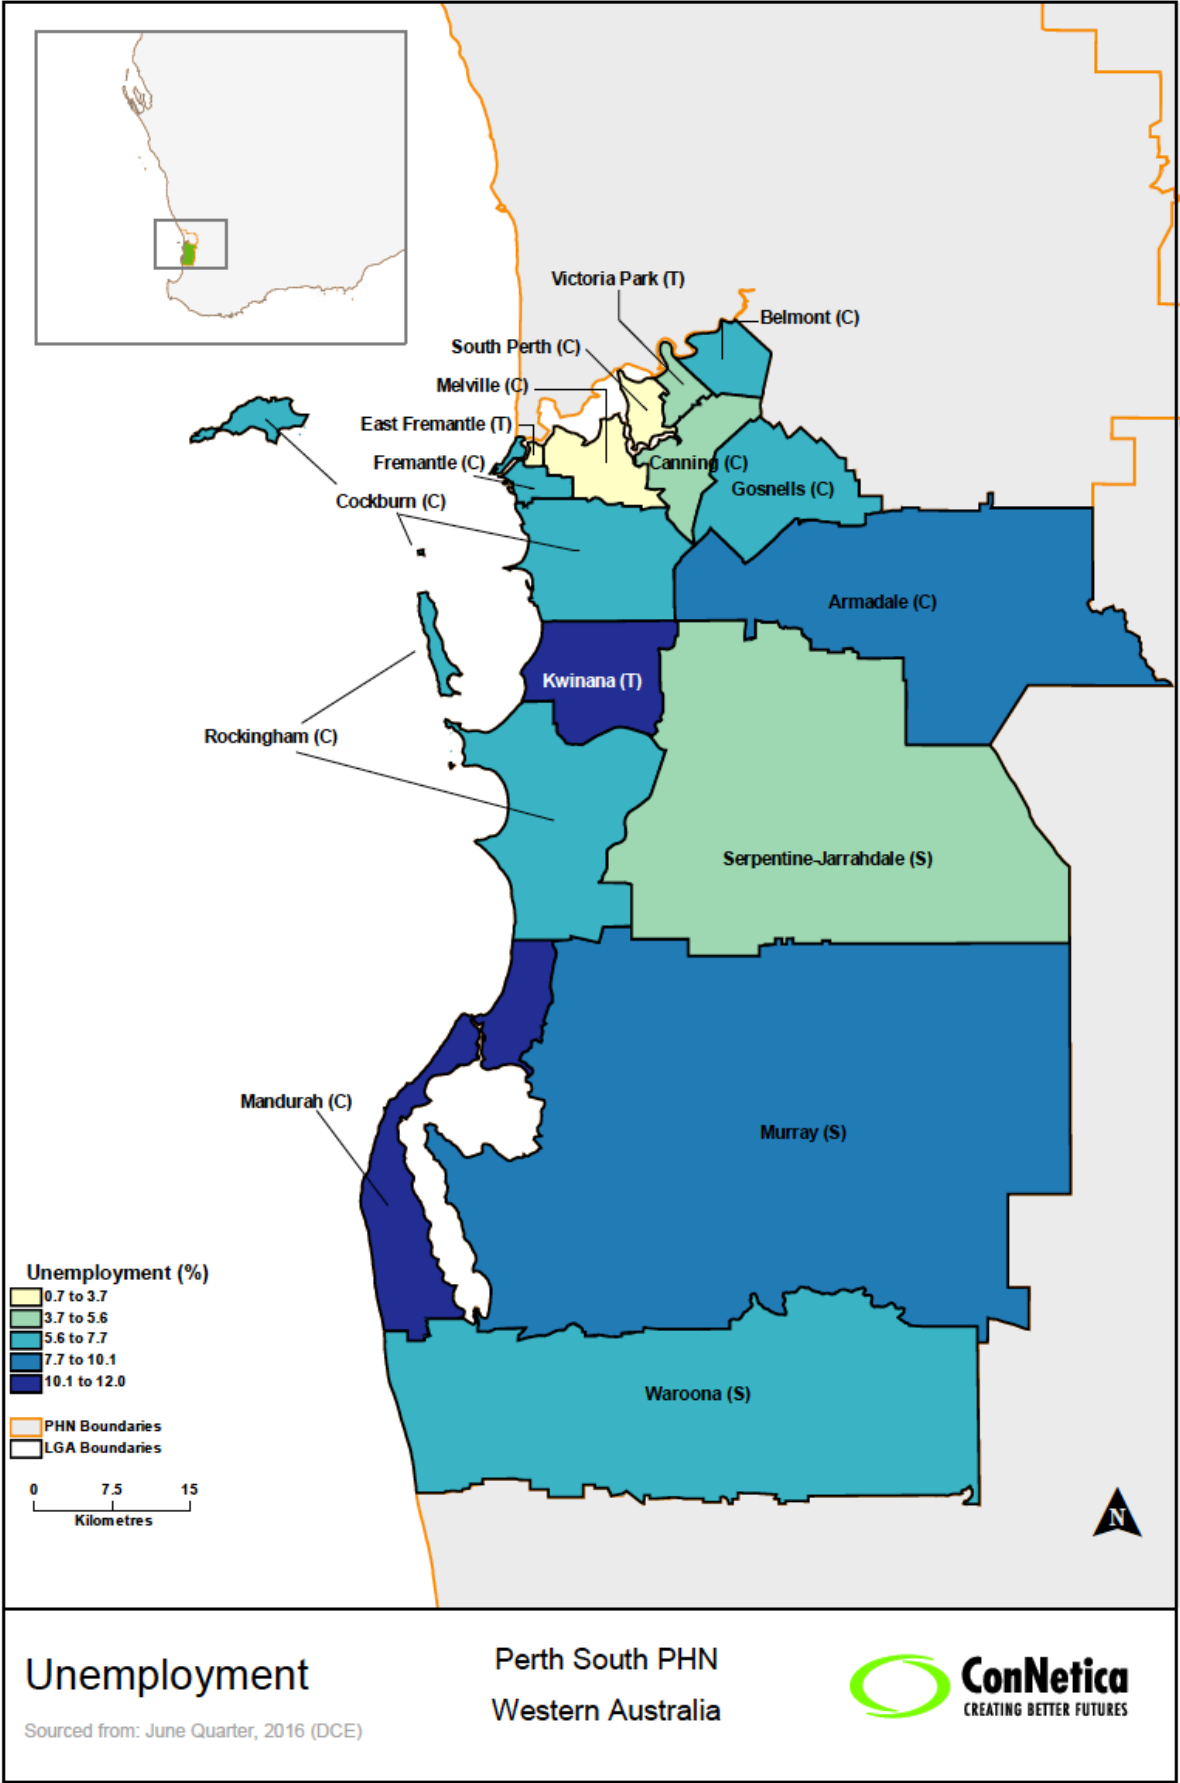 Victoria Park (T)
Belmont (C)
South Perth (C)
Melville (C)
East Fremantle (T)
Fremantle (C)
Canning (C)
Gosnells (C)
Cockburn (C)
Armadale (C)
Kwinana (T)
Rockingham (C)
Serpentine-Jarrahdale (S)
Mandurah (C)
Murray (S)
Waroona (S)
Unemployment (%)
0.7 to 3.7
3.7 to 5.6
5.6 to 7.7
7.7 to 10.1
10.1 to 12.0
PHN Boundaries
LGA Boundaries
0 7.5 15
Kilometres
N
Unemployment
Sourced from: June Quarter, 2016 (DCE)
Perth South PHN
Western Australia
ConNetica
CREATING BETTER FUTURES